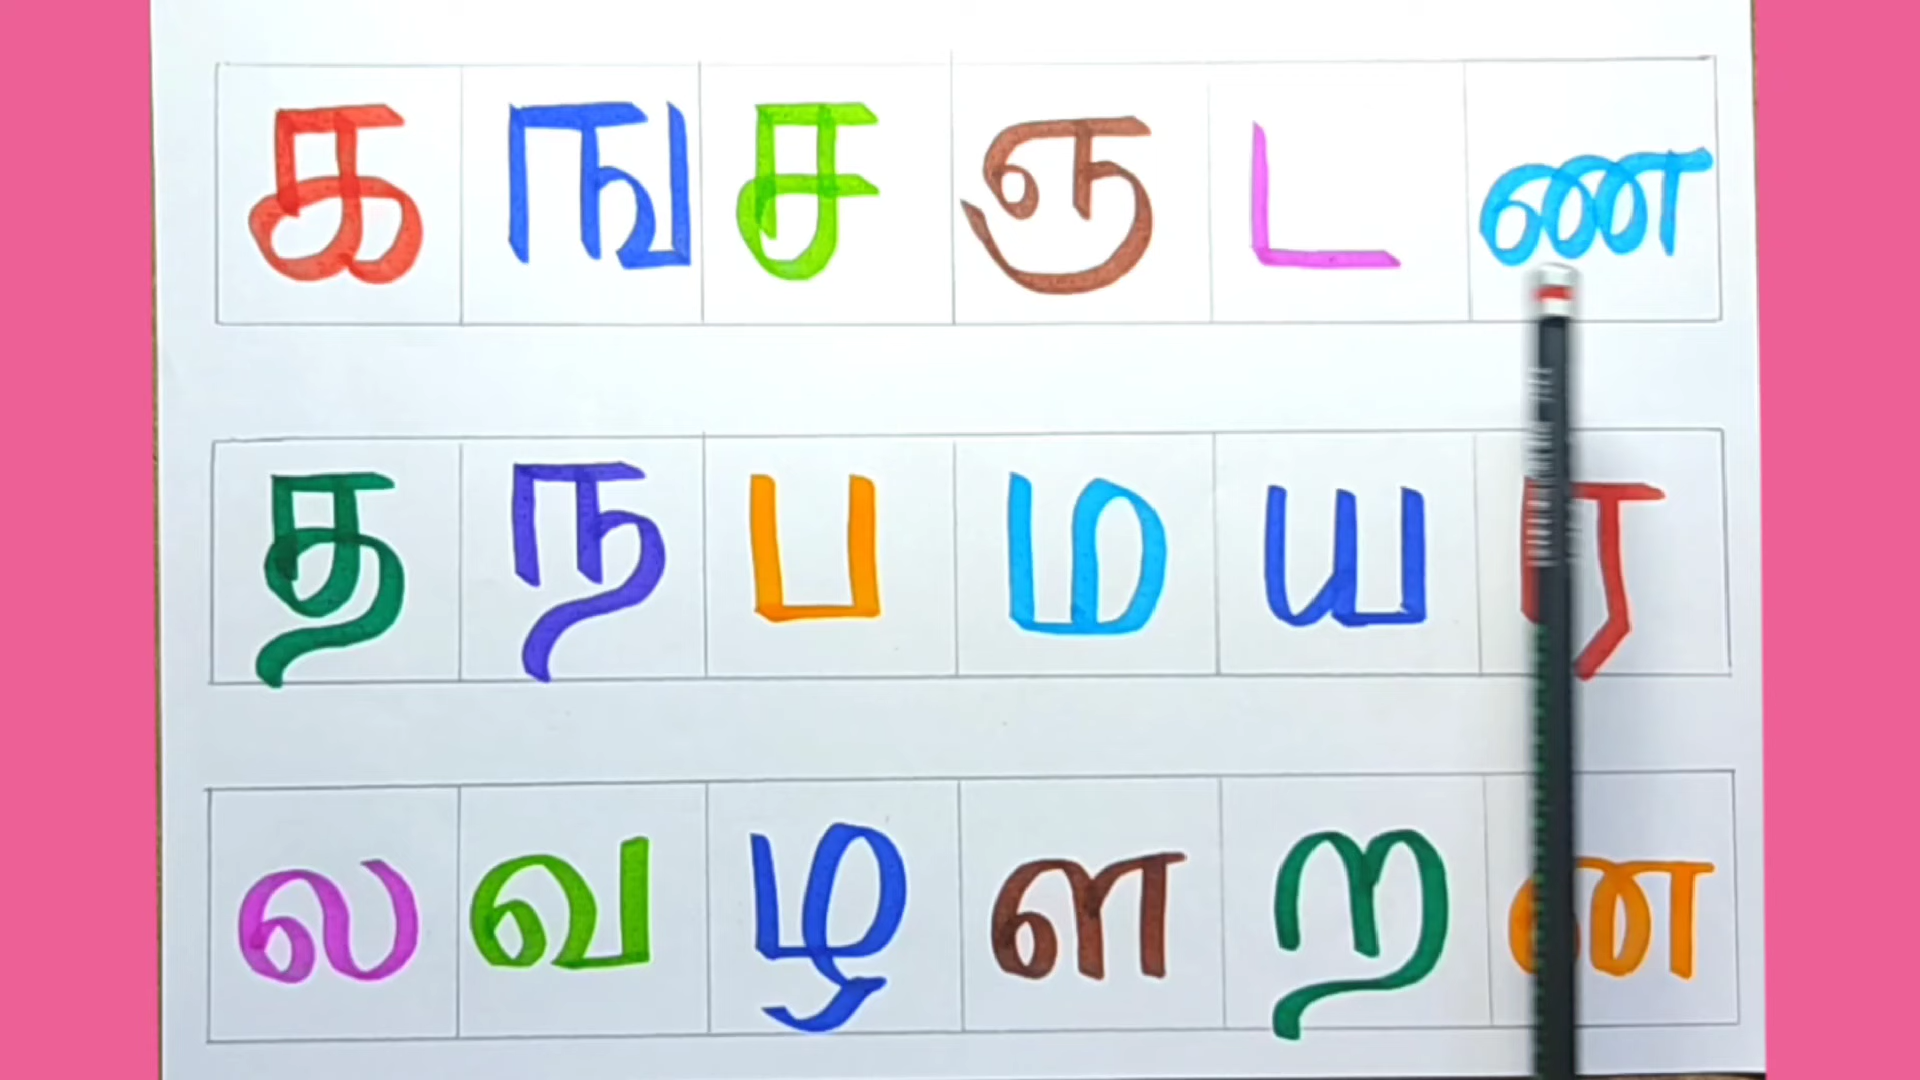 க ங ச ஞ ட ண
த ந ப ம ய ர
ல வ ழ ள ற ன